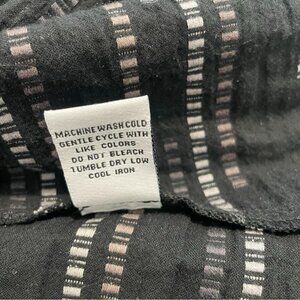 MACHINE WASH COLD
GENTLE CYCLE WITH
LIKE COLORS
DO NOT BLEACH
TUMBLE DRY LOW
COOL IRON